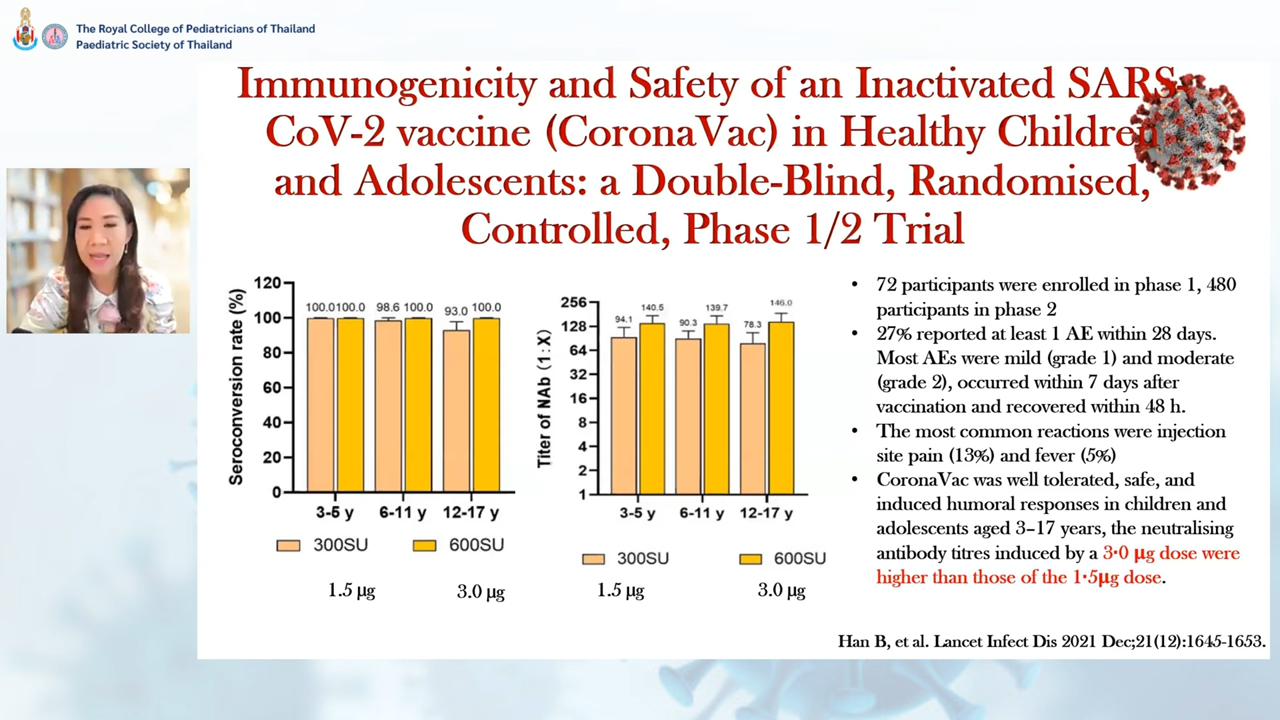 The Royal College of Pediatricians of Thailand
Paediatric Society of Thailand
Immunogenicity and Safety of an Inactivated SARS-
CoV-2 vaccine (CoronaVac) in Healthy Children
and Adolescents: a Double-Blind, Randomised,
Controlled, Phase 1/2 Trial
Seroconversion rate (%)
120
100
80
60
40
20
0
100.0 100.0 98.6 100.0 93.0 100.0
3-5 y 6-11 y 12-17 y
300SU 600SU
1.5 μg 3.0 μg
Titer of NAb (1:X)
256
128
64
32
16
8
4
2
1
94.1 140.5 90.3 139.7 78.3 146.0
3-5 y 6-11 y 12-17 y
300SU 600SU
1.5 μg 3.0 μg
• 72 participants were enrolled in phase 1, 480
participants in phase 2
• 27% reported at least 1 AE within 28 days.
Most AEs were mild (grade 1) and moderate
(grade 2), occurred within 7 days after
vaccination and recovered within 48 h.
• The most common reactions were injection
site pain (13%) and fever (5%)
• CoronaVac was well tolerated, safe, and
induced humoral responses in children and
adolescents aged 3–17 years, the neutralising
antibody titres induced by a 3·0 μg dose were
higher than those of the 1·5μg dose.
Han B, et al. Lancet Infect Dis 2021 Dec;21(12):1645-1653.